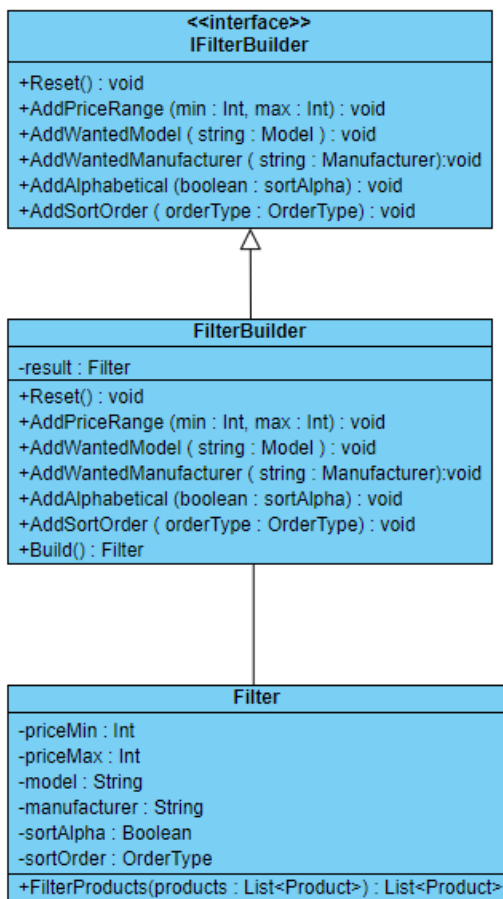 <<interface>>
IFilterBuilder
+Reset() : void
+AddPriceRange (min : Int, max : Int) : void
+AddWantedModel ( string : Model ) : void
+AddWantedManufacturer ( string : Manufacturer):void
+AddAlphabetical (boolean : sortAlpha) : void
+AddSortOrder ( orderType : OrderType) : void
FilterBuilder
-result : Filter
+Reset() : void
+AddPriceRange (min : Int, max : Int) : void
+AddWantedModel ( string : Model ) : void
+AddWantedManufacturer ( string : Manufacturer):void
+AddAlphabetical (boolean : sortAlpha) : void
+AddSortOrder ( orderType : OrderType) : void
+Build() : Filter
Filter
-priceMin : Int
-priceMax : Int
-model : String
-manufacturer : String
-sortAlpha : Boolean
-sortOrder : OrderType
+FilterProducts(products : List<Product>) : List<Product>